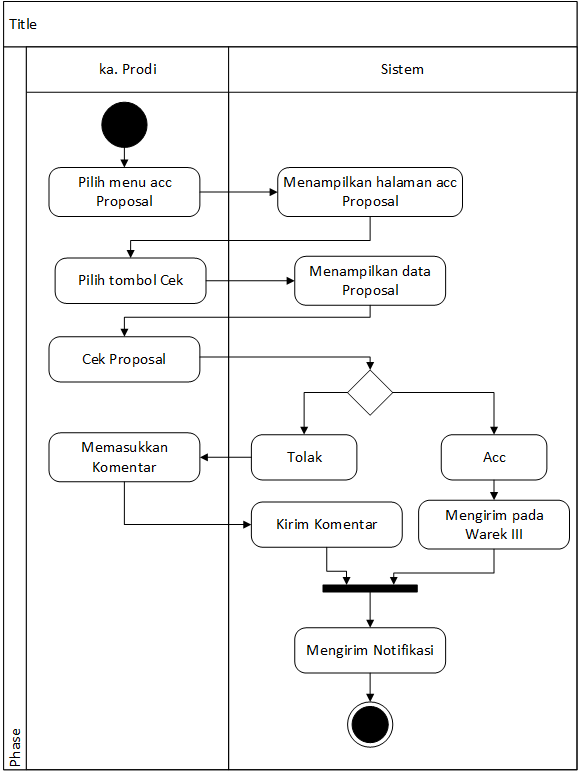 Title
ka. Prodi
Sistem
Pilih menu acc
Proposal
Menampilkan halaman acc
Proposal
Pilih tombol Cek
Menampilkan data
Proposal
Cek Proposal
Memasukkan
Komentar
Tolak
Acc
Kirim Komentar
Mengirim pada
Warek III
Mengirim Notifikasi
Phase